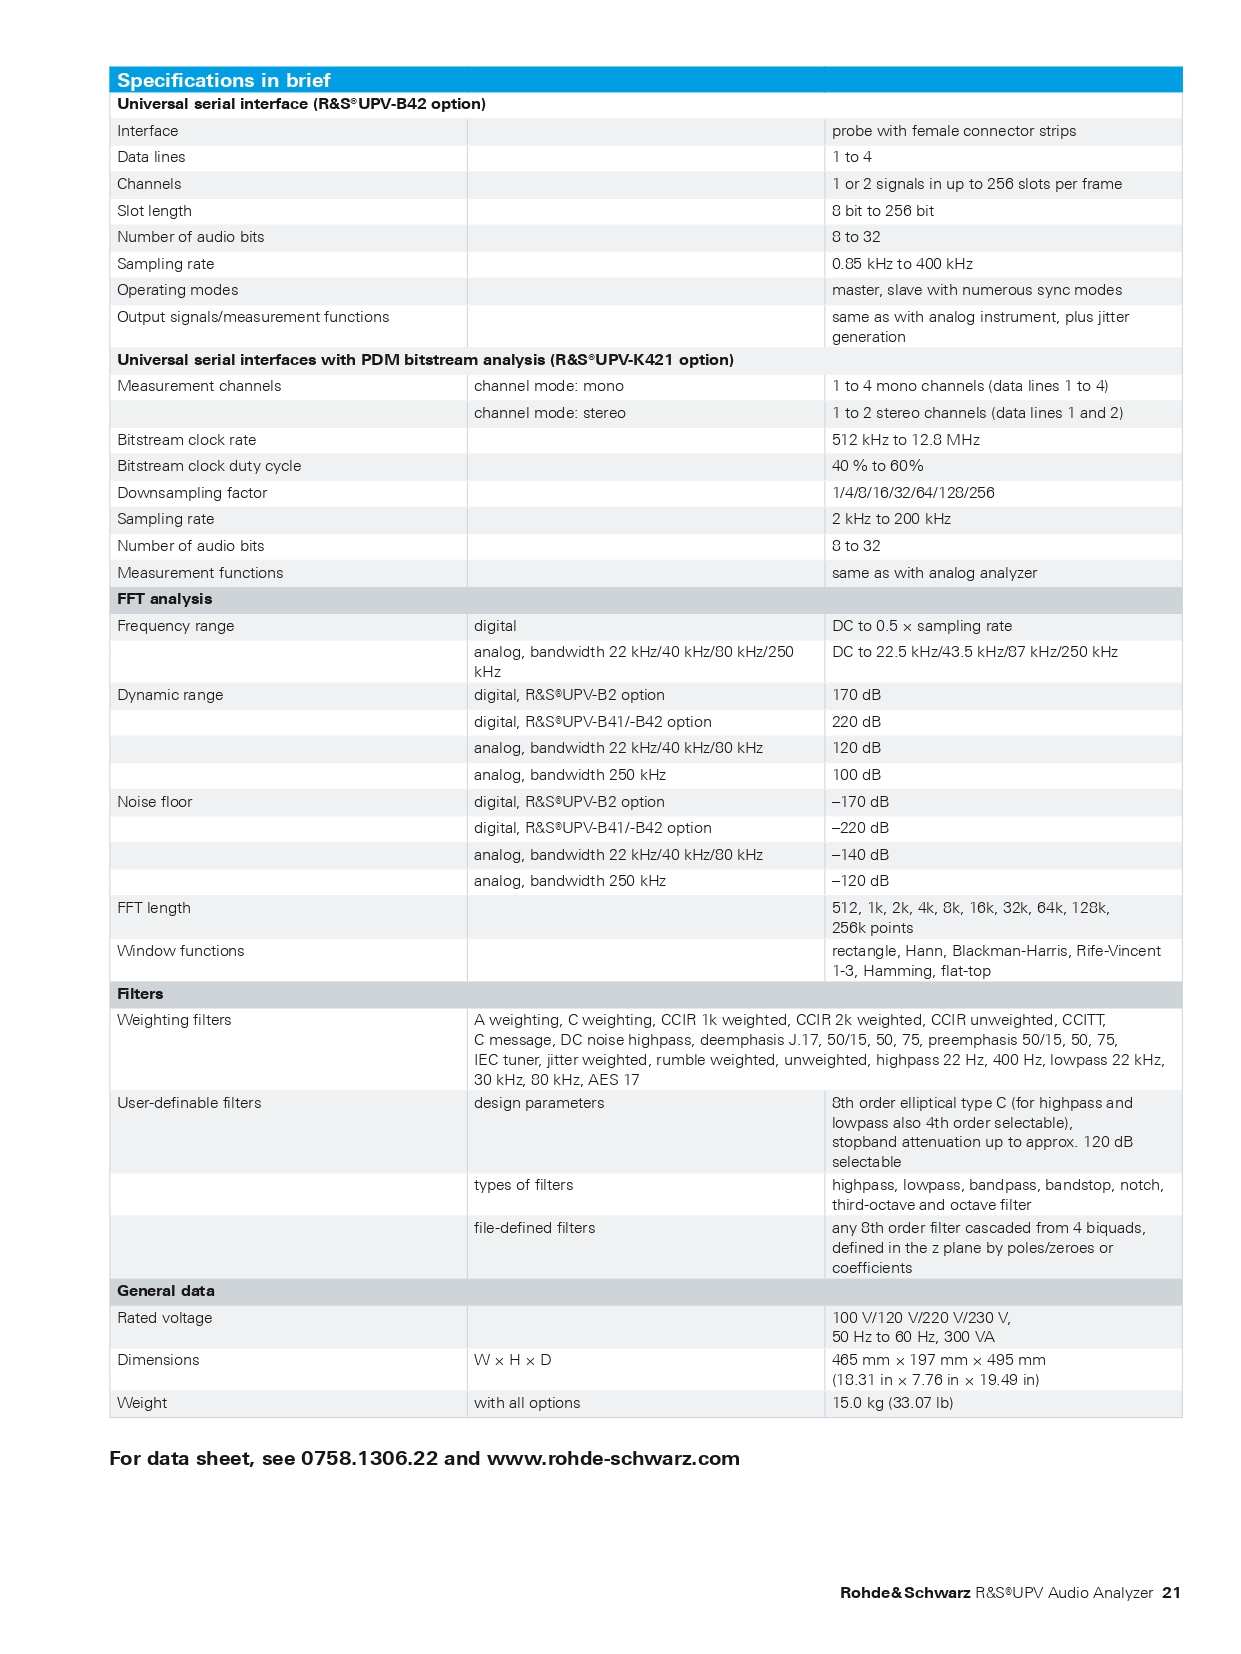 Specifications in brief
Universal serial interface (R&S®UPV-B42 option)
Interface probe with female connector strips
Data lines 1 to 4
Channels 1 or 2 signals in up to 256 slots per frame
Slot length 8 bit to 256 bit
Number of audio bits 8 to 32
Sampling rate 0.85 kHz to 400 kHz
Operating modes master, slave with numerous sync modes
Output signals/measurement functions same as with analog instrument, plus jitter
generation
Universal serial interfaces with PDM bitstream analysis (R&S®UPV-K421 option)
Measurement channels channel mode: mono 1 to 4 mono channels (data lines 1 to 4)
channel mode: stereo 1 to 2 stereo channels (data lines 1 and 2)
Bitstream clock rate 512 kHz to 12.8 MHz
Bitstream clock duty cycle 40 % to 60%
Downsampling factor 1/4/8/16/32/64/128/256
Sampling rate 2 kHz to 200 kHz
Number of audio bits 8 to 32
Measurement functions same as with analog analyzer
FFT analysis
Frequency range digital DC to 0.5 × sampling rate
analog, bandwidth 22 kHz/40 kHz/80 kHz/250 DC to 22.5 kHz/43.5 kHz/87 kHz/250 kHz
kHz
Dynamic range digital, R&S®UPV-B2 option 170 dB
digital, R&S®UPV-B41/-B42 option 220 dB
analog, bandwidth 22 kHz/40 kHz/80 kHz 120 dB
analog, bandwidth 250 kHz 100 dB
Noise floor digital, R&S®UPV-B2 option –170 dB
digital, R&S®UPV-B41/-B42 option –220 dB
analog, bandwidth 22 kHz/40 kHz/80 kHz –140 dB
analog, bandwidth 250 kHz –120 dB
FFT length 512, 1k, 2k, 4k, 8k, 16k, 32k, 64k, 128k,
256k points
Window functions rectangle, Hann, Blackman-Harris, Rife-Vincent
1-3, Hamming, flat-top
Filters
Weighting filters A weighting, C weighting, CCIR 1k weighted, CCIR 2k weighted, CCIR unweighted, CCITT,
C message, DC noise highpass, deemphasis J.17, 50/15, 50, 75, preemphasis 50/15, 50, 75,
IEC tuner, jitter weighted, rumble weighted, unweighted, highpass 22 Hz, 400 Hz, lowpass 22 kHz,
30 kHz, 80 kHz, AES 17
User-definable filters design parameters 8th order elliptical type C (for highpass and
lowpass also 4th order selectable),
stopband attenuation up to approx. 120 dB
selectable
types of filters highpass, lowpass, bandpass, bandstop, notch,
third-octave and octave filter
file-defined filters any 8th order filter cascaded from 4 biquads,
defined in the z plane by poles/zeroes or
coefficients
General data
Rated voltage 100 V/120 V/220 V/230 V,
50 Hz to 60 Hz, 300 VA
Dimensions W × H × D 465 mm × 197 mm × 495 mm
(18.31 in × 7.76 in × 19.49 in)
Weight with all options 15.0 kg (33.07 lb)
For data sheet, see 0758.1306.22 and www.rohde-schwarz.com
Rohde&Schwarz R&S®UPV Audio Analyzer 21